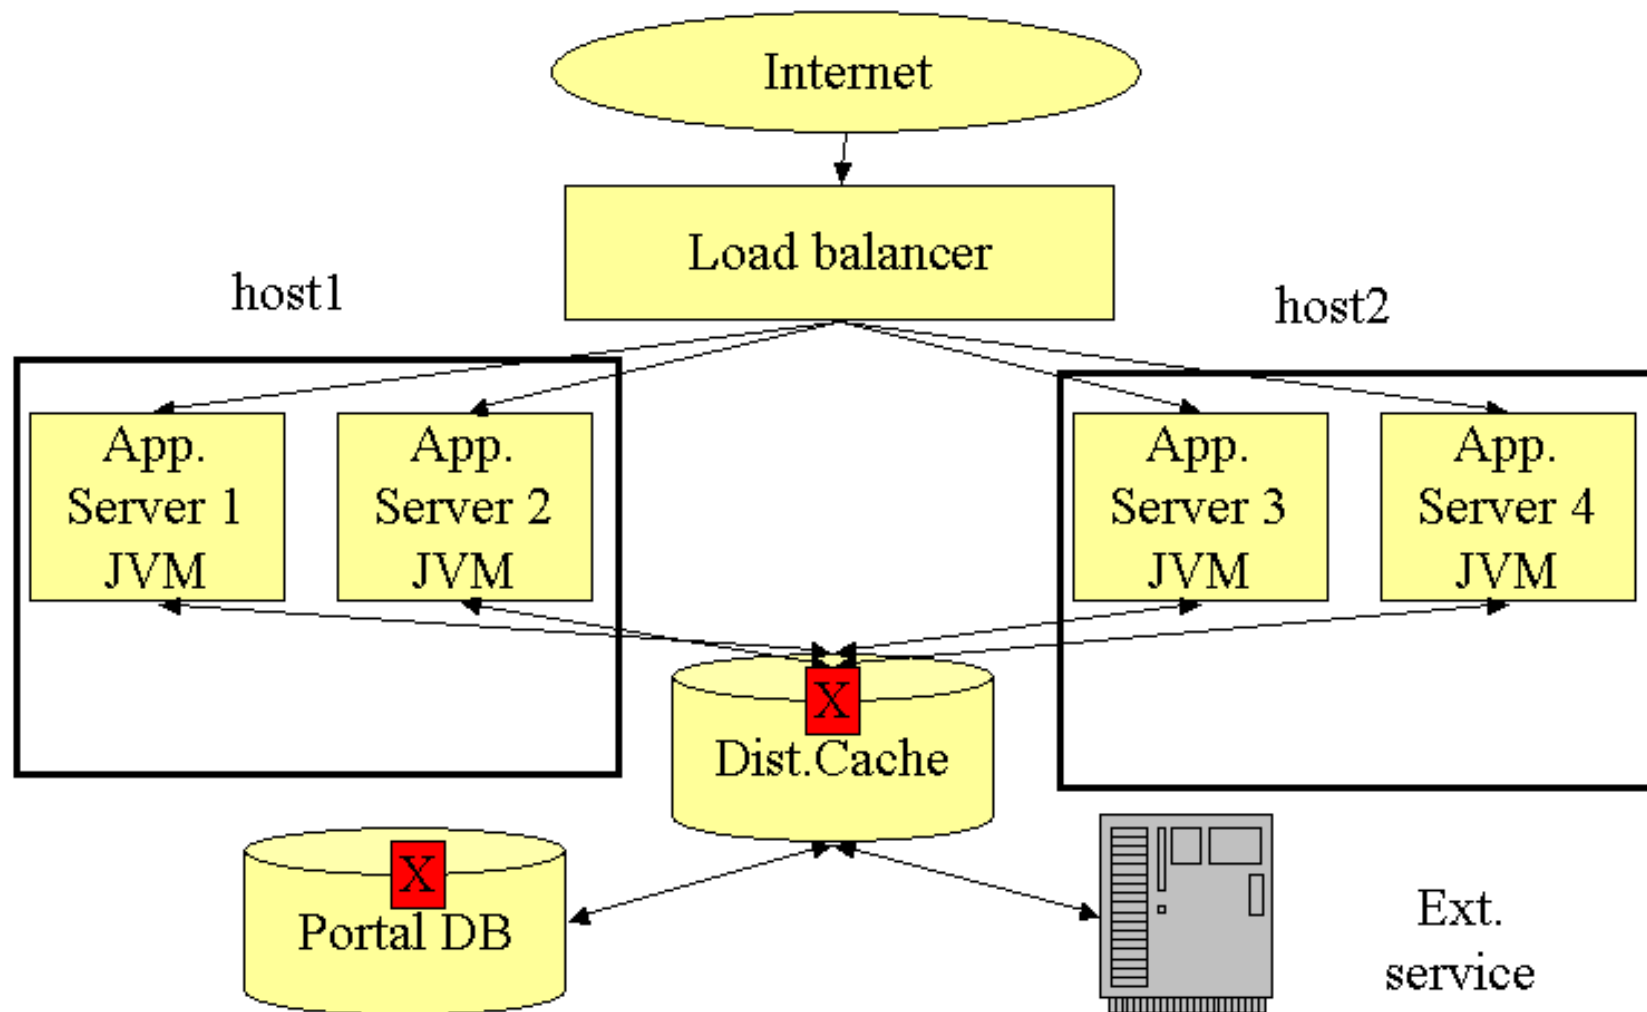 Internet
Load balancer
host1
host2
App.
Server 1
JVM
App.
Server 2
JVM
App.
Server 3
JVM
App.
Server 4
JVM
X
Dist.Cache
X
Portal DB
Ext.
service